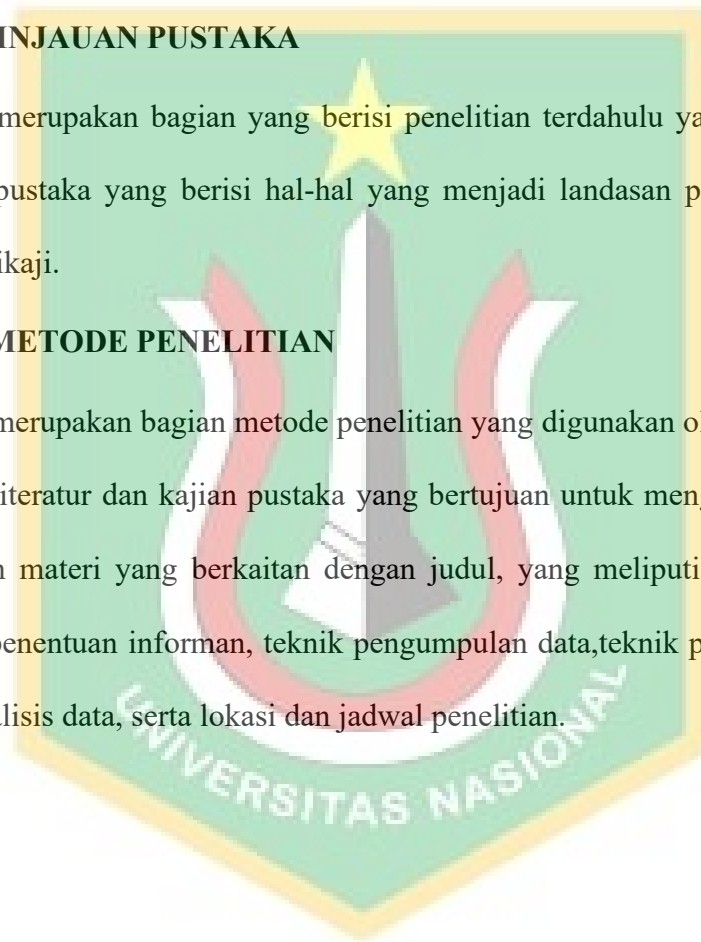 INJAUAN PUSTAKA
merupakan bagian yang berisi penelitian terdahulu ya
pustaka yang berisi hal-hal yang menjadi landasan p
ikaji.
METODE PENELITIAN
merupakan bagian metode penelitian yang digunakan ol
iteratur dan kajian pustaka yang bertujuan untuk meng
materi yang berkaitan dengan judul, yang meliputi
penentuan informan, teknik pengumpulan data,teknik p
alisis data, serta lokasi dan jadwal penelitian.
UNIVERSITAS NASIONAL